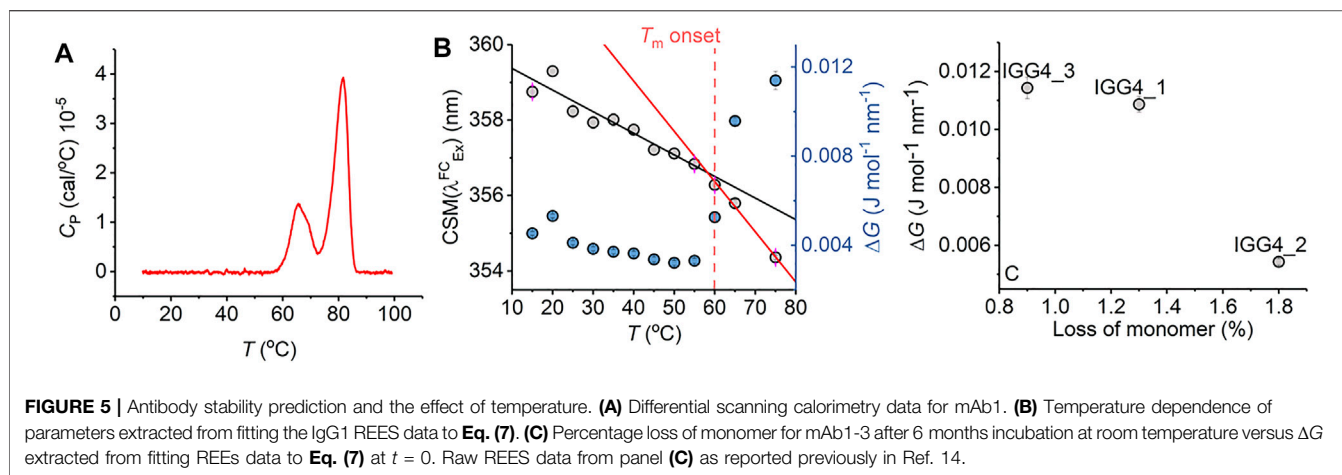 A
C_P (cal/ºC) 10⁻⁵
4
3
2
1
0
0 20 40 60 80 100
T (ºC)
B
T_m onset
CSM(λ^FC_Ex) (nm)
360
358
356
354
10 20 30 40 50 60 70 80
T (ºC)
0.012
0.008
0.004
ΔG (J mol⁻¹ nm⁻¹)
ΔG (J mol⁻¹ nm⁻¹)
0.012
0.010
0.008
0.006
IGG4_3
IGG4_1
IGG4_2
C
0.8 1.0 1.2 1.4 1.6 1.8
Loss of monomer (%)
FIGURE 5 | Antibody stability prediction and the effect of temperature. (A) Differential scanning calorimetry data for mAb1. (B) Temperature dependence of
parameters extracted from fitting the IgG1 REES data to Eq. (7). (C) Percentage loss of monomer for mAb1-3 after 6 months incubation at room temperature versus ΔG
extracted from fitting REEs data to Eq. (7) at t = 0. Raw REES data from panel (C) as reported previously in Ref. 14.